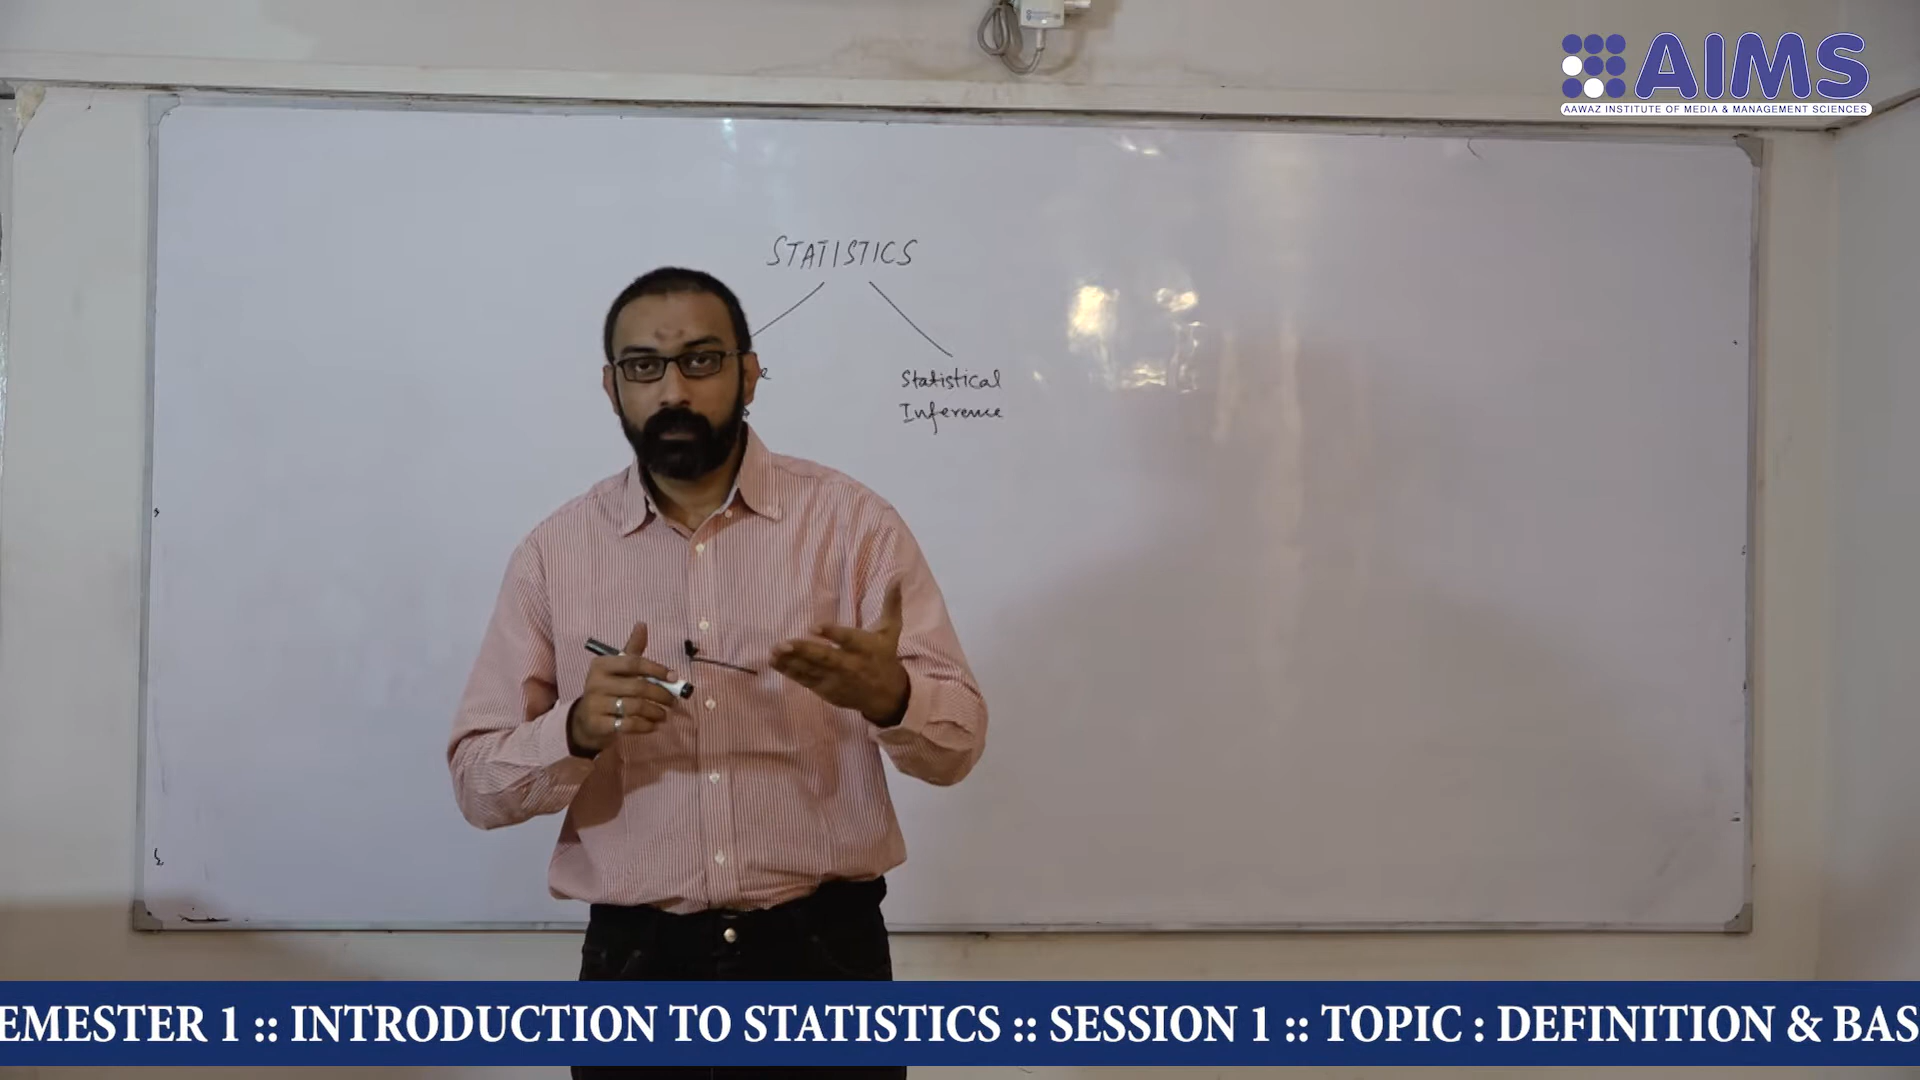 AIMS
AAWAZ INSTITUTE OF MEDIA & MANAGEMENT SCIENCES
STATISTICS
Statistical
Inference
EMESTER 1 :: INTRODUCTION TO STATISTICS :: SESSION 1 :: TOPIC : DEFINITION & BAS